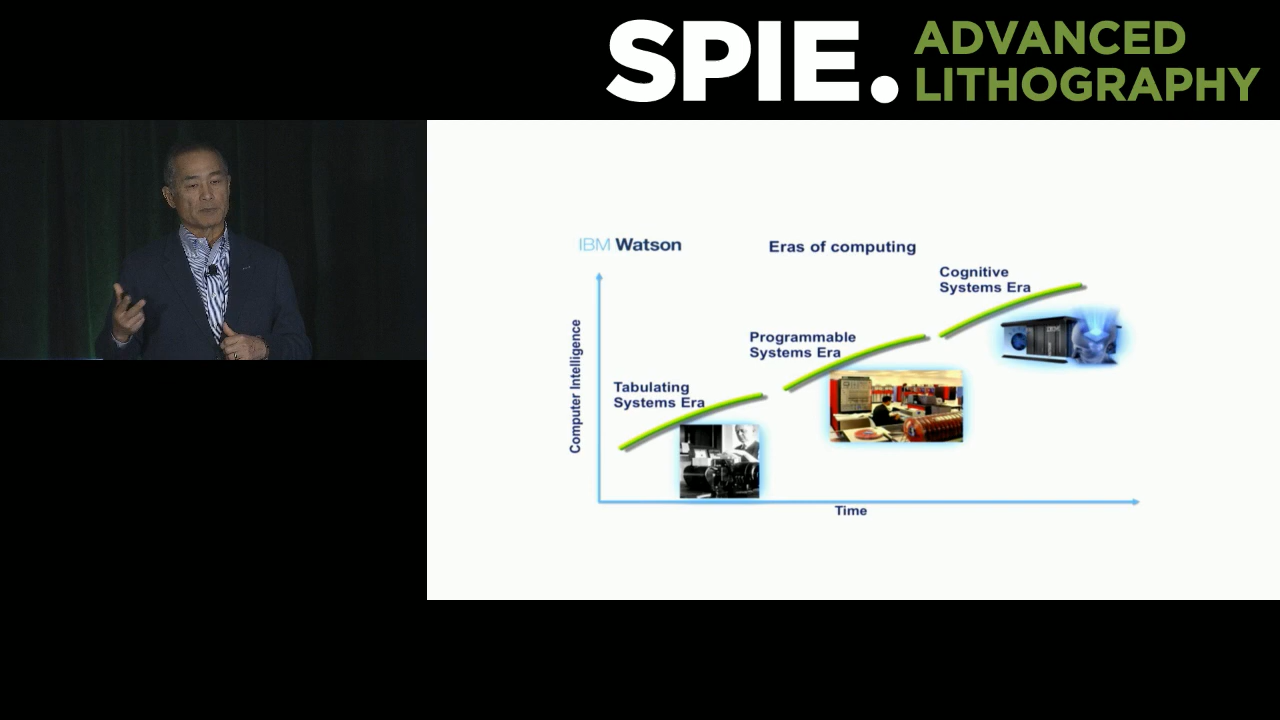 SPIE. ADVANCED
LITHOGRAPHY
IBM Watson
Eras of computing
Cognitive
Systems Era
Programmable
Systems Era
Tabulating
Systems Era
Computer Intelligence
Time